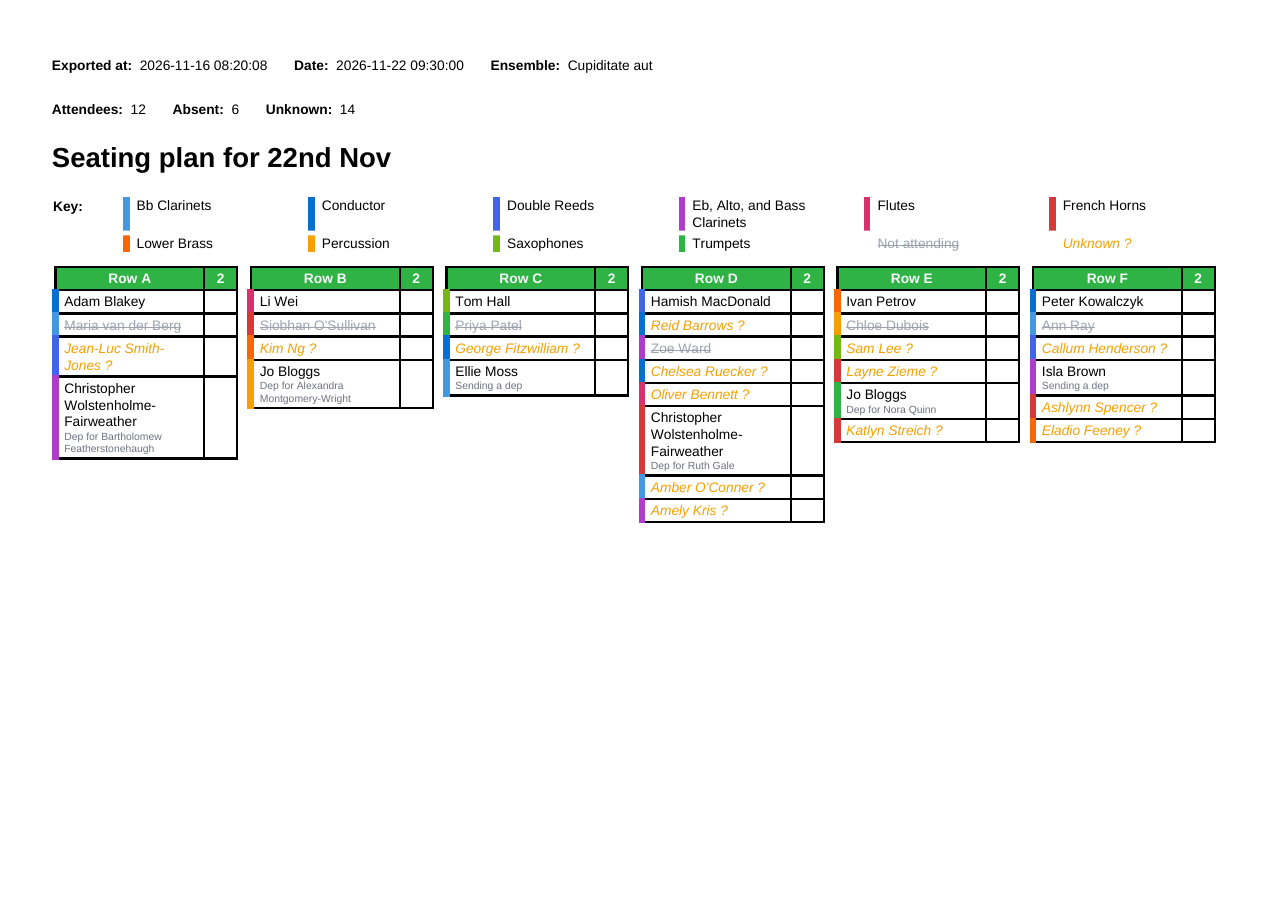 Exported at: 2026-11-16 08:20:08 Date: 2026-11-22 09:30:00 Ensemble: Cupiditate aut
Attendees: 12 Absent: 6 Unknown: 14
Seating plan for 22nd Nov
Key:
Bb Clarinets
Conductor
Double Reeds
Eb, Alto, and Bass
Clarinets
Flutes
French Horns
Lower Brass
Percussion
Saxophones
Trumpets
Not attending
Unknown ?
Row A 2
Adam Blakey
Maria van der Berg
Jean-Luc Smith-
Jones ?
Christopher
Wolstenholme-
Fairweather
Dep for Bartholomew
Featherstonehaugh
Row B 2
Li Wei
Siobhan O'Sullivan
Kim Ng ?
Jo Bloggs
Dep for Alexandra
Montgomery-Wright
Row C 2
Tom Hall
Priya Patel
George Fitzwilliam ?
Ellie Moss
Sending a dep
Row D 2
Hamish MacDonald
Reid Barrows ?
Zoe Ward
Chelsea Ruecker ?
Oliver Bennett ?
Christopher
Wolstenholme-
Fairweather
Dep for Ruth Gale
Amber O'Conner ?
Amely Kris ?
Row E 2
Ivan Petrov
Chloe Dubois
Sam Lee ?
Layne Zieme ?
Jo Bloggs
Dep for Nora Quinn
Katlyn Streich ?
Row F 2
Peter Kowalczyk
Ann Ray
Callum Henderson ?
Isla Brown
Sending a dep
Ashlynn Spencer ?
Eladio Feeney ?